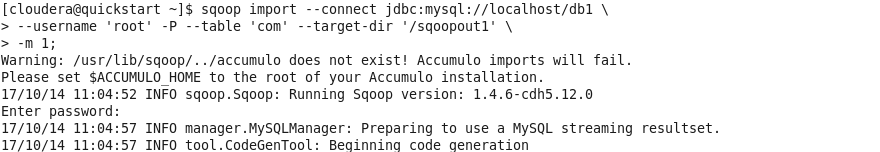 [cloudera@quickstart ~]$ sqoop import --connect jdbc:mysql://localhost/db1 \
> --username 'root' -P --table 'com' --target-dir '/sqoopout1' \
> -m 1;
Warning: /usr/lib/sqoop/../accumulo does not exist! Accumulo imports will fail.
Please set $ACCUMULO_HOME to the root of your Accumulo installation.
17/10/14 11:04:52 INFO sqoop.Sqoop: Running Sqoop version: 1.4.6-cdh5.12.0
Enter password:
17/10/14 11:04:57 INFO manager.MySQLManager: Preparing to use a MySQL streaming resultset.
17/10/14 11:04:57 INFO tool.CodeGenTool: Beginning code generation